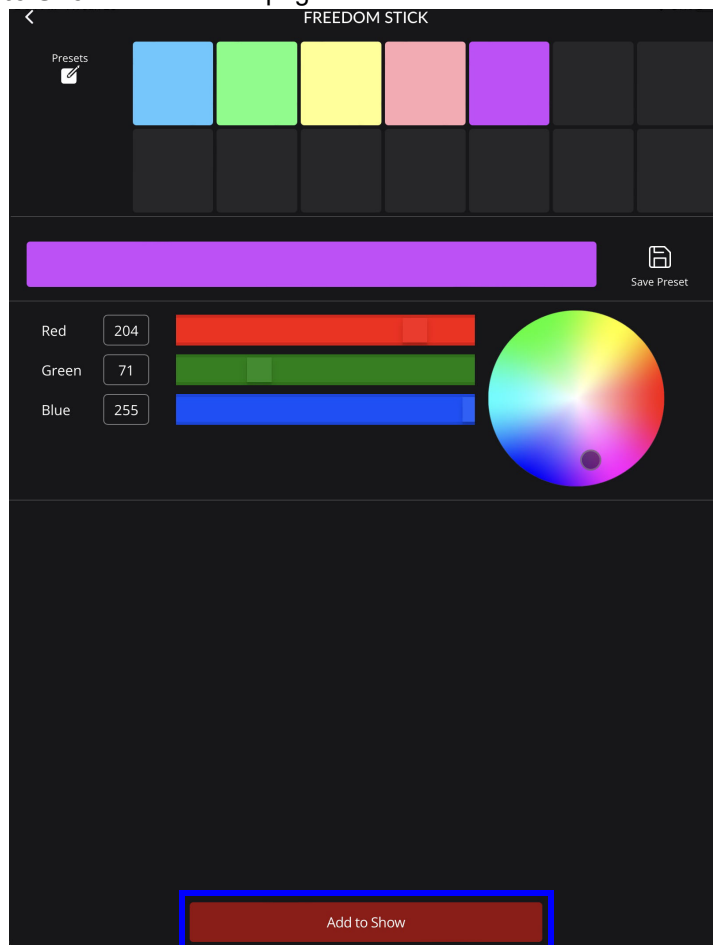 FREEDOM STICK
Presets
Save Preset
Red 204
Green 71
Blue 255
Add to Show